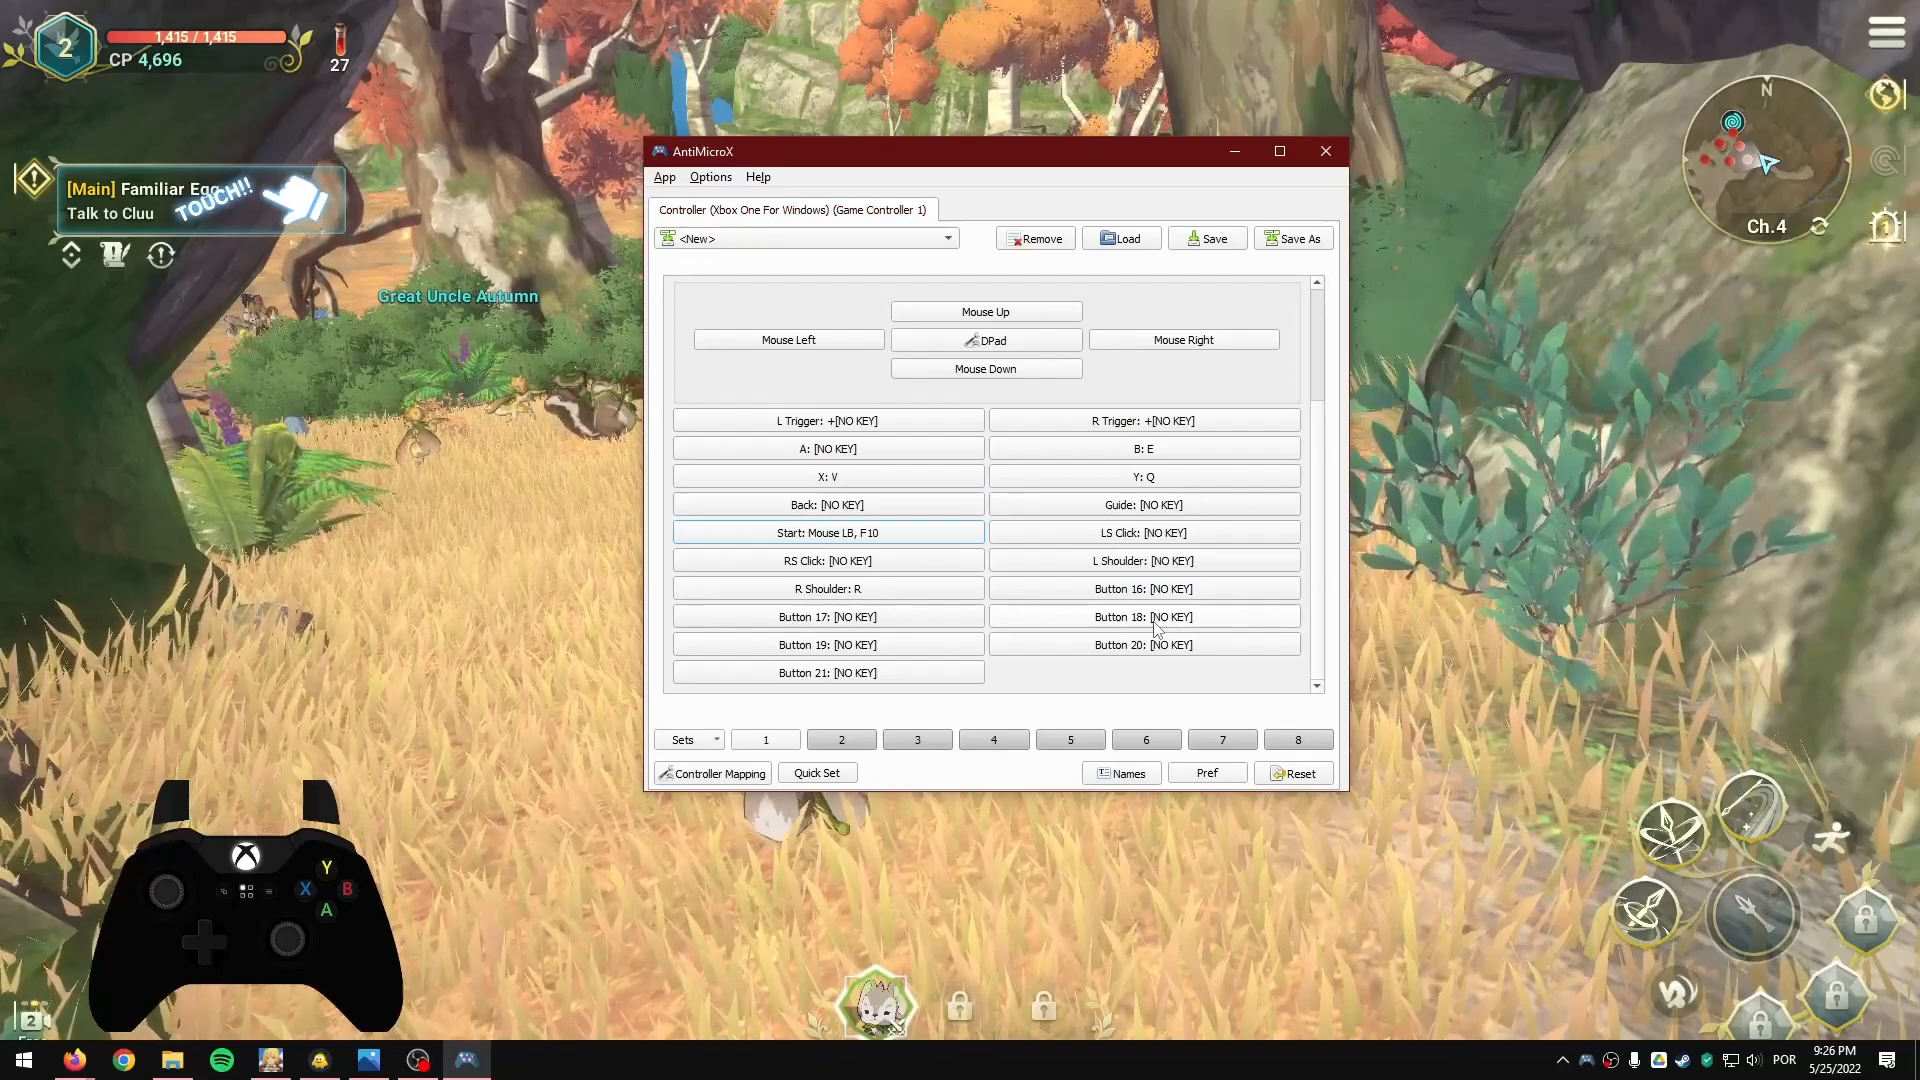 2
1,415 / 1,415
CP 4,696
27
[Main] Familiar Egg
Talk to Cluu
TOUCH!!
Great Uncle Autumn
N
Ch.4
1
AntiMicroX
App Options Help
Controller (Xbox One For Windows) (Game Controller 1)
<New>
Remove
Load
Save
Save As
Mouse Up
Mouse Left
DPad
Mouse Right
Mouse Down
L Trigger: +[NO KEY]
R Trigger: +[NO KEY]
A: [NO KEY]
B: E
X: V
Y: Q
Back: [NO KEY]
Guide: [NO KEY]
Start: Mouse LB, F10
LS Click: [NO KEY]
RS Click: [NO KEY]
L Shoulder: [NO KEY]
R Shoulder: R
Button 16: [NO KEY]
Button 17: [NO KEY]
Button 18: [NO KEY]
Button 19: [NO KEY]
Button 20: [NO KEY]
Button 21: [NO KEY]
Sets 1 2 3 4 5 6 7 8
Controller Mapping
Quick Set
Names
Pref
Reset
Y
X B
A
2
POR
9:26 PM
5/25/2022